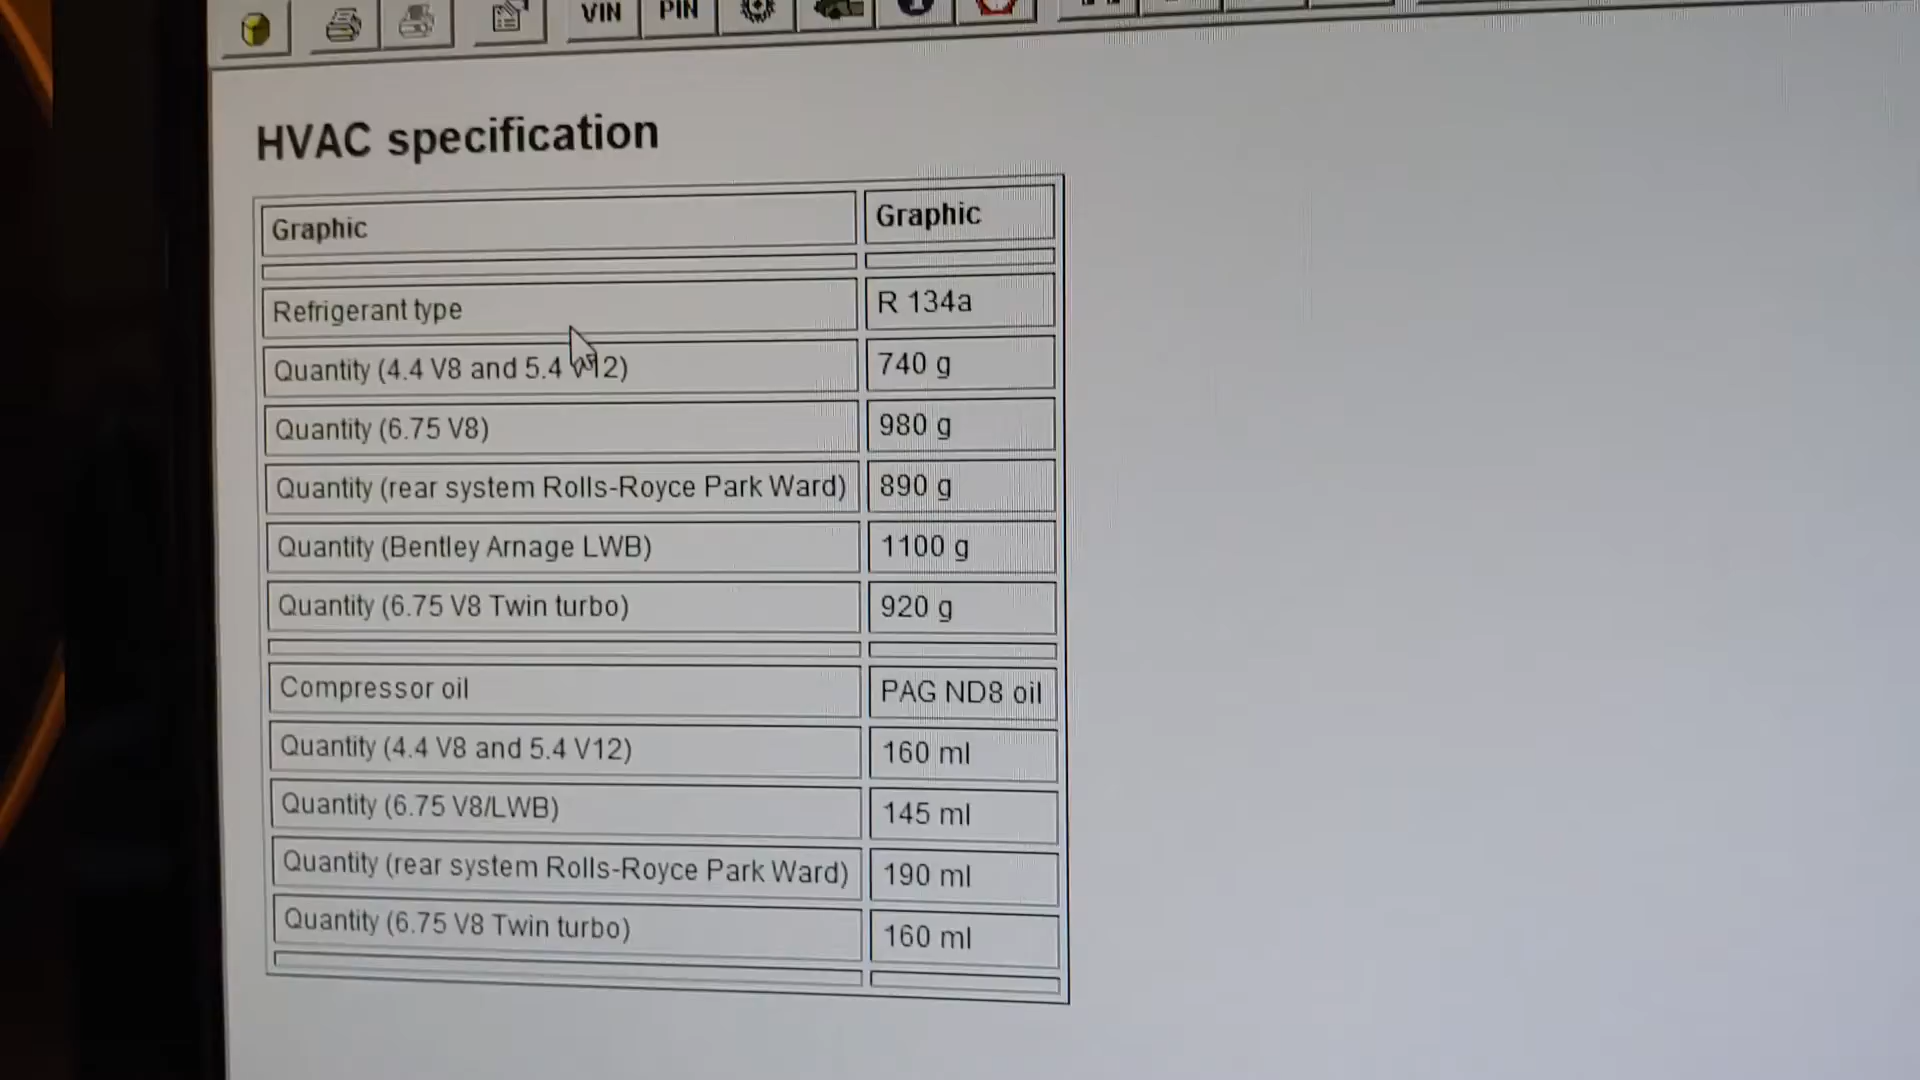 VIN PIN
HVAC specification
Graphic Graphic
Refrigerant type R 134a
Quantity (4.4 V8 and 5.4 V12) 740 g
Quantity (6.75 V8) 980 g
Quantity (rear system Rolls-Royce Park Ward) 890 g
Quantity (Bentley Arnage LWB) 1100 g
Quantity (6.75 V8 Twin turbo) 920 g
Compressor oil PAG ND8 oil
Quantity (4.4 V8 and 5.4 V12) 160 ml
Quantity (6.75 V8/LWB) 145 ml
Quantity (rear system Rolls-Royce Park Ward) 190 ml
Quantity (6.75 V8 Twin turbo) 160 ml